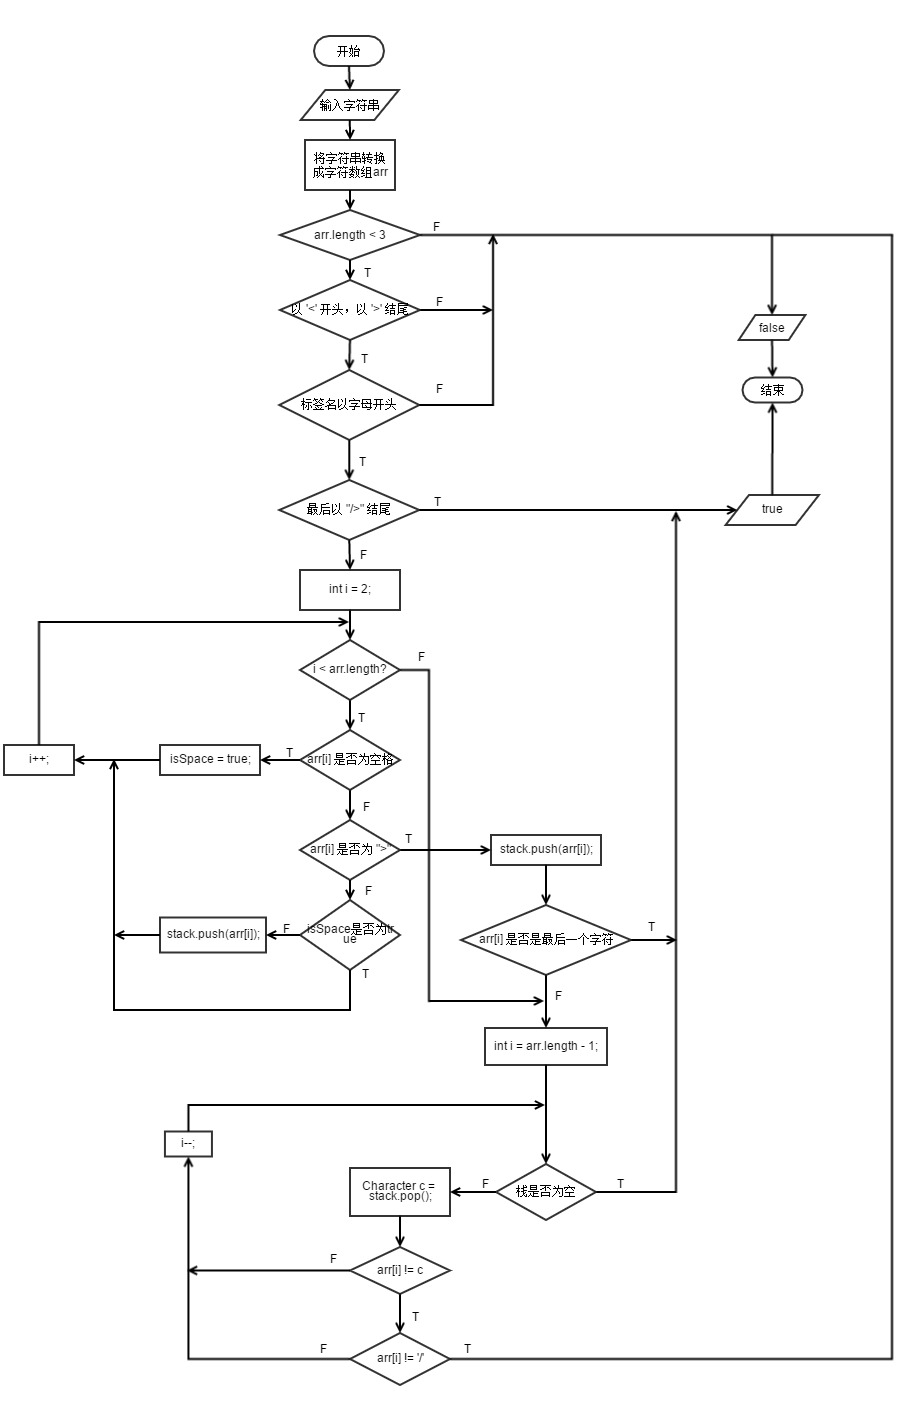 开始
输入字符串
将字符串转换
成字符数组arr
arr.length < 3
F
T
以 '<' 开头，以 '>' 结尾
F
false
T
标签名以字母开头
F
结束
T
最后以 "/>" 结尾
T
true
F
int i = 2;
i < arr.length?
F
T
i++;
isSpace = true;
T
arr[i] 是否为空格
F
arr[i] 是否为 ">"
T
stack.push(arr[i]);
F
stack.push(arr[i]);
F
isSpace是否为tr
ue
T
arr[i] 是否是最后一个字符
T
F
int i = arr.length - 1;
i--;
Character c =
stack.pop();
F
栈是否为空
T
F
arr[i] != c
T
F
arr[i] != '/'
T